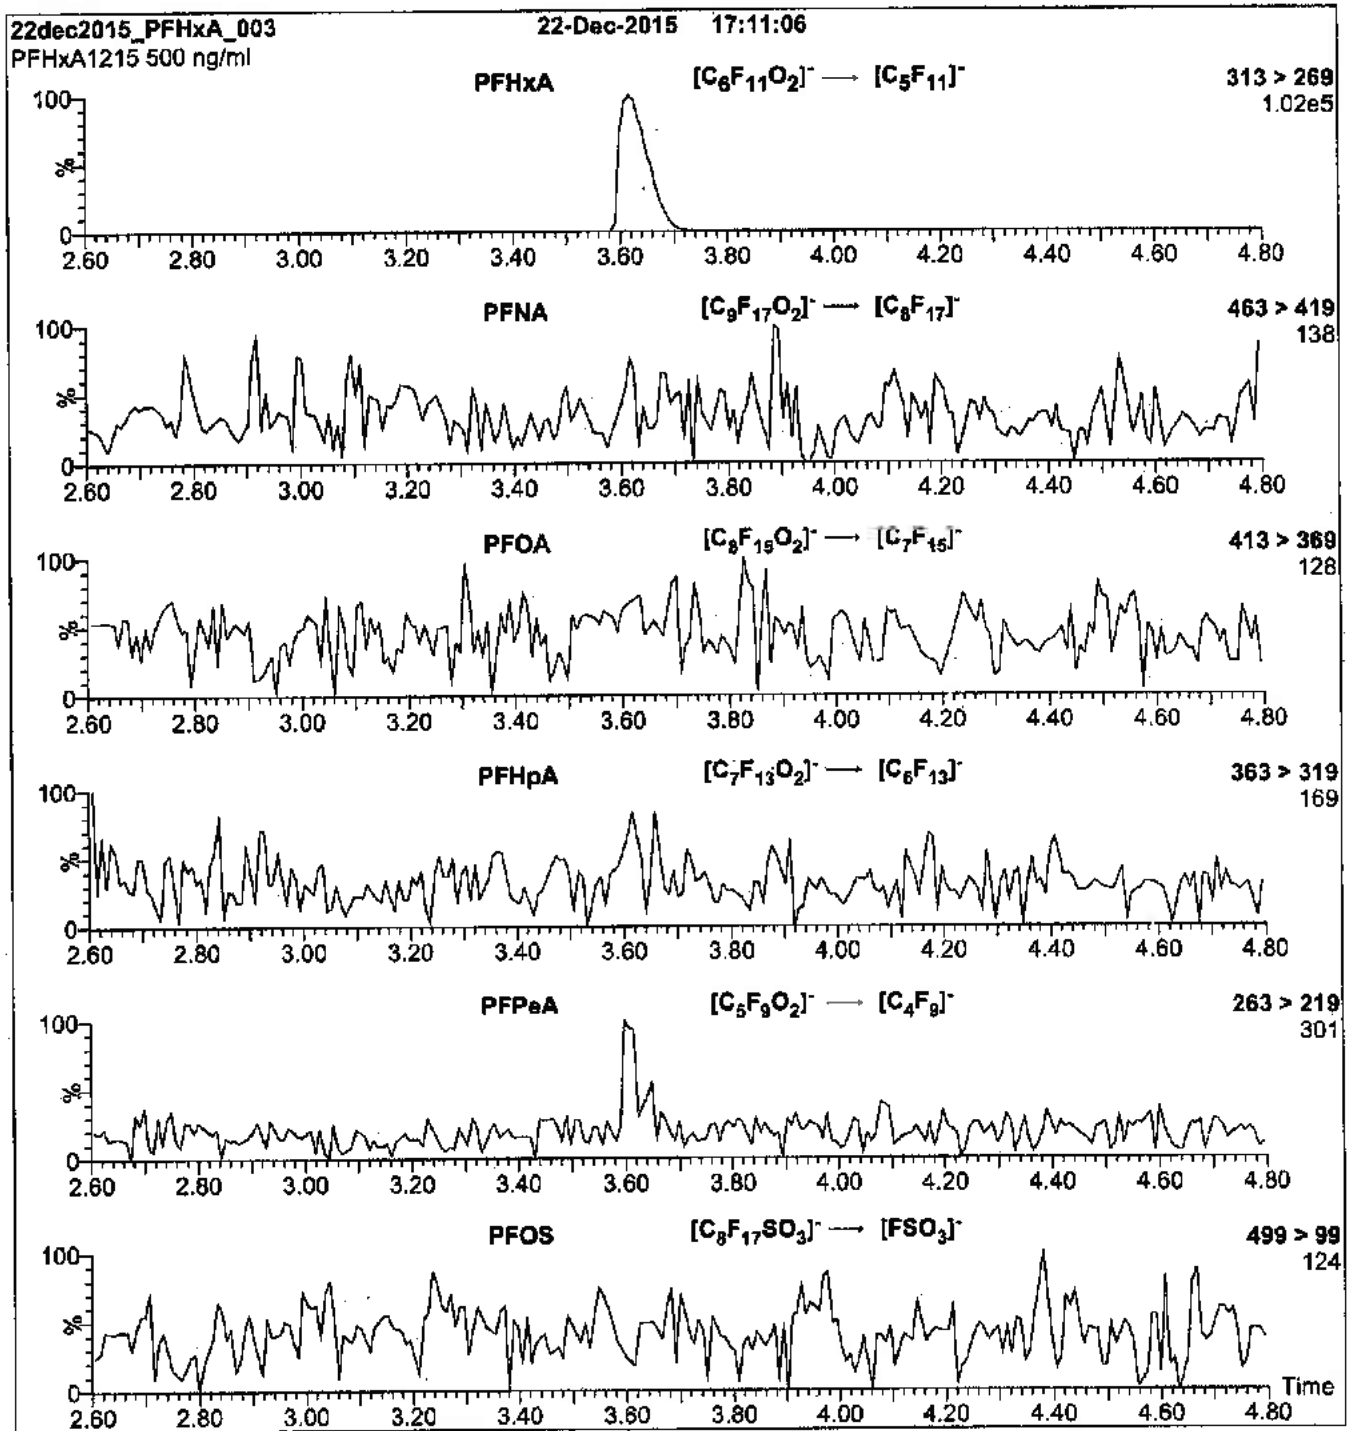 22dec2015_PFHxA_003 22-Dec-2015 17:11:06
PFHxA1215 500 ng/ml
PFHxA [C6F11O2]- → [C5F11]- 313 > 269
1.02e5
100
%
0
2.60 2.80 3.00 3.20 3.40 3.60 3.80 4.00 4.20 4.40 4.60 4.80
PFNA [C9F17O2]- → [C8F17]- 463 > 419
138
100
%
0
2.60 2.80 3.00 3.20 3.40 3.60 3.80 4.00 4.20 4.40 4.60 4.80
PFOA [C8F15O2]- → [C7F15]- 413 > 369
128
100
%
0
2.60 2.80 3.00 3.20 3.40 3.60 3.80 4.00 4.20 4.40 4.60 4.80
PFHpA [C7F13O2]- → [C6F13]- 363 > 319
169
100
%
0
2.60 2.80 3.00 3.20 3.40 3.60 3.80 4.00 4.20 4.40 4.60 4.80
PFPeA [C5F9O2]- → [C4F9]- 263 > 219
301
100
%
0
2.60 2.80 3.00 3.20 3.40 3.60 3.80 4.00 4.20 4.40 4.60 4.80
PFOS [C8F17SO3]- → [FSO3]- 499 > 99
124
100
%
0
Time
2.60 2.80 3.00 3.20 3.40 3.60 3.80 4.00 4.20 4.40 4.60 4.80